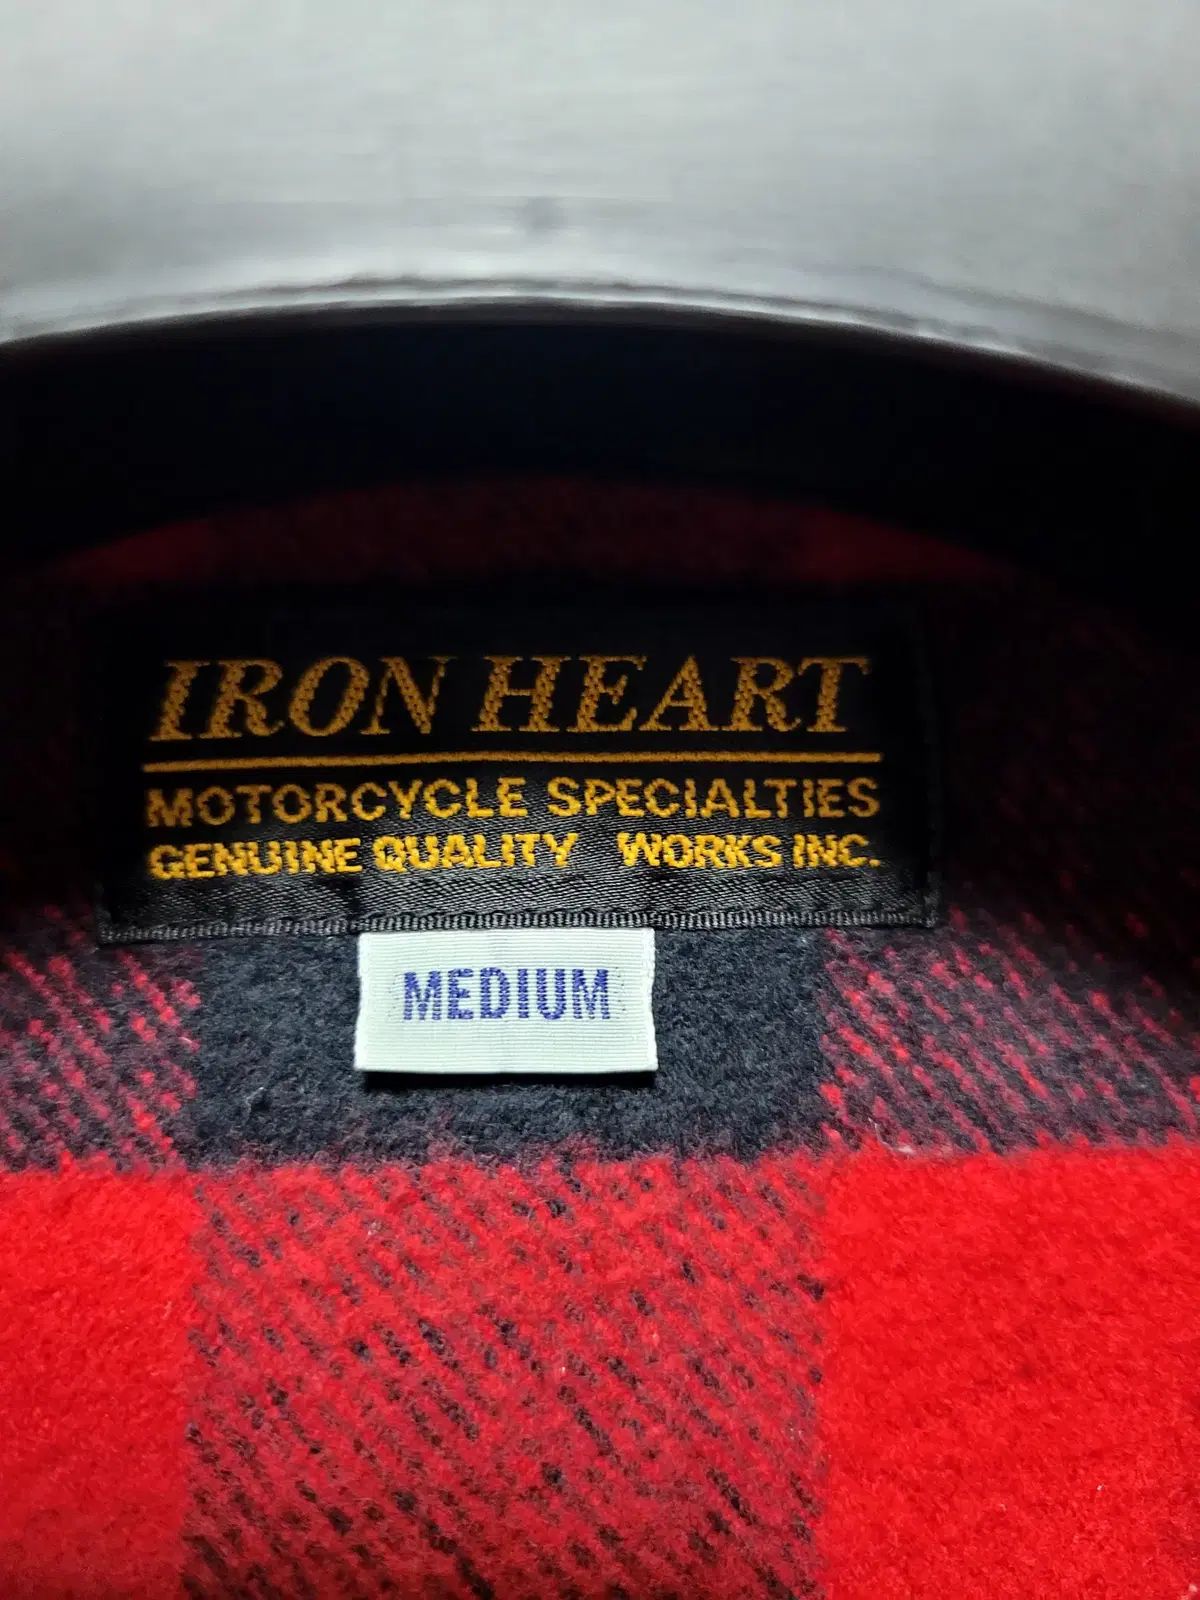 IRON HEART
MOTORCYCLE SPECIALTIES
GENUINE QUALITY WORKS INC.
MEDIUM